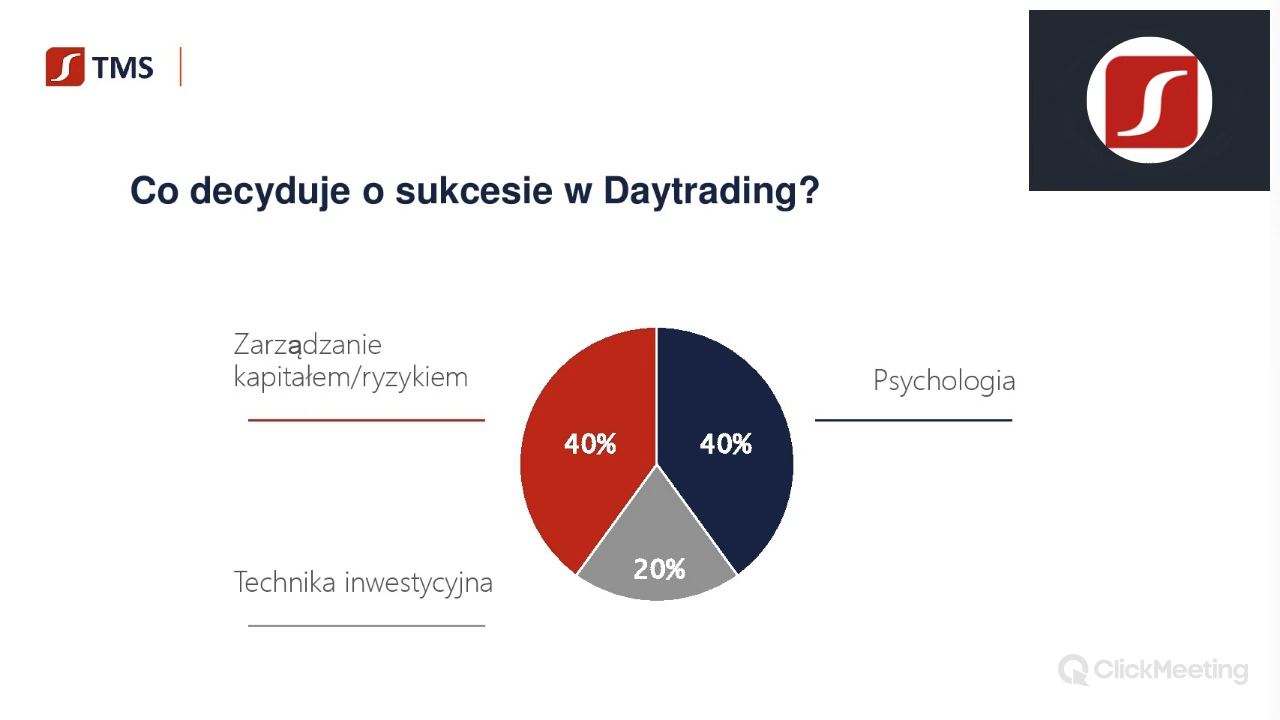 TMS
Co decyduje o sukcesie w Daytrading?
Zarządzanie
kapitałem/ryzykiem
Psychologia
40%
40%
20%
Technika inwestycyjna
ClickMeeting